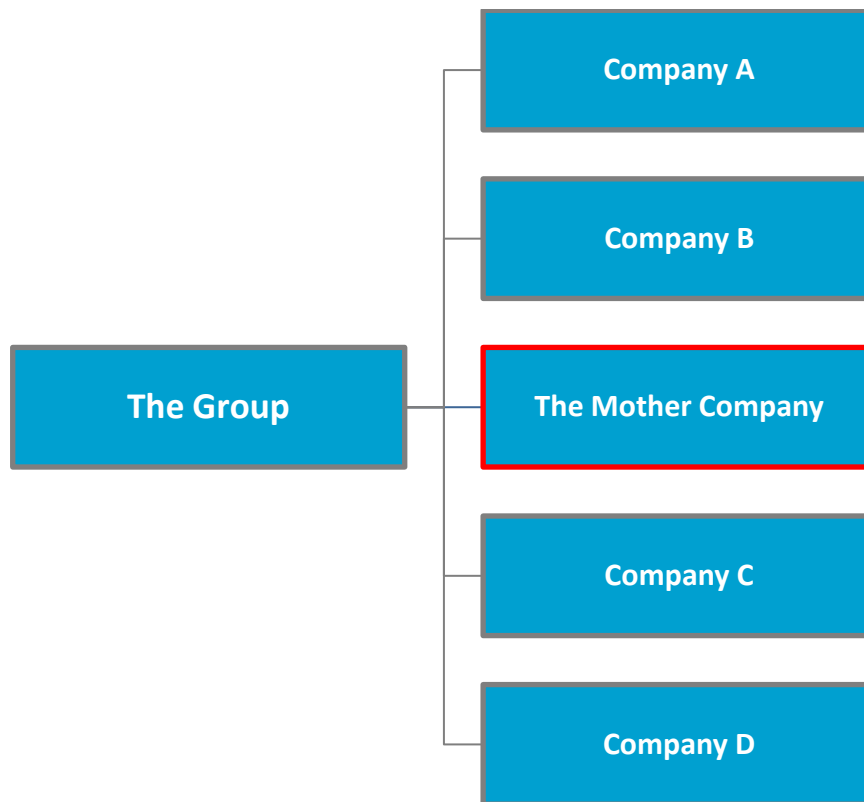 Company A
Company B
The Group
The Mother Company
Company C
Company D